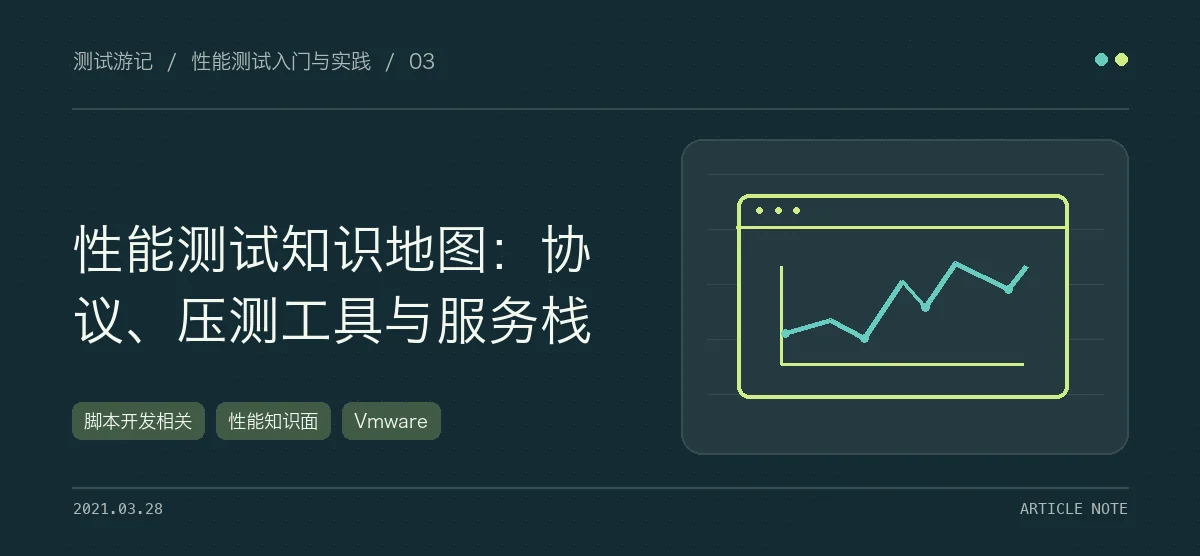 测试游记 / 性能测试入门与实践 / 03
性能测试知识地图：协
议、压测工具与服务栈
脚本开发相关 性能知识面 Vmware
2021.03.28 ARTICLE NOTE